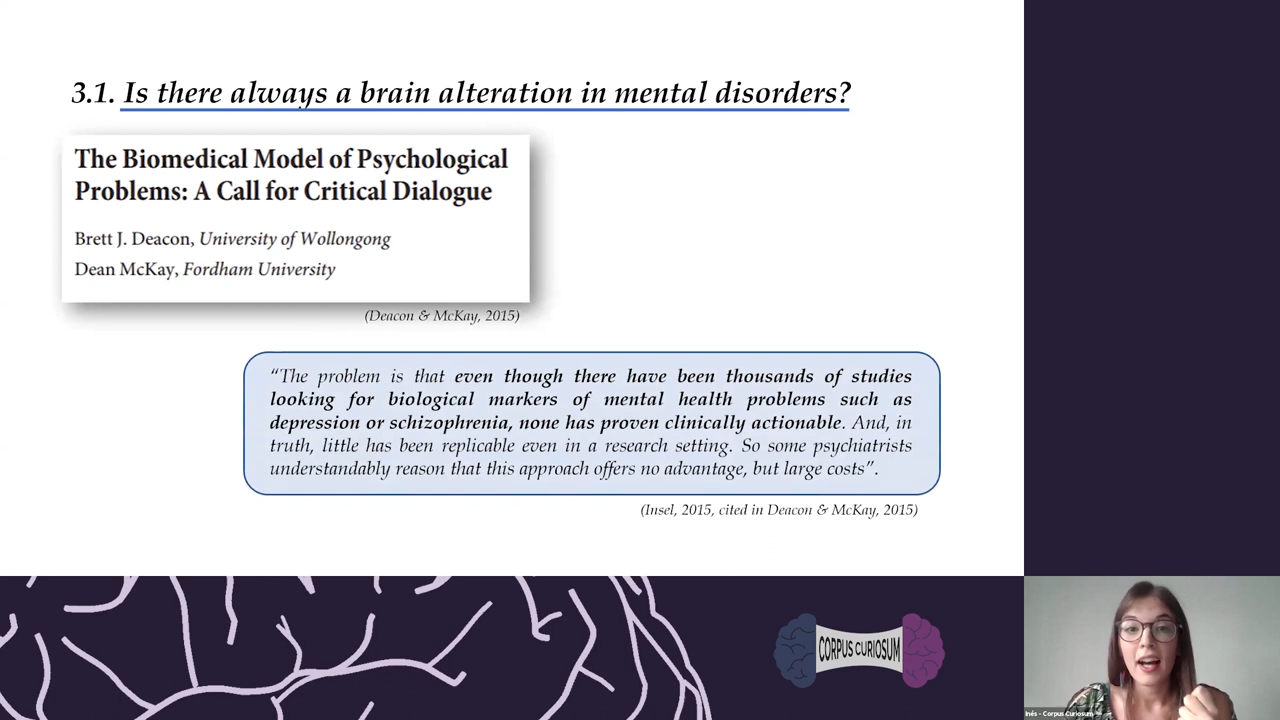 3.1. Is there always a brain alteration in mental disorders?
The Biomedical Model of Psychological
Problems: A Call for Critical Dialogue
Brett J. Deacon, University of Wollongong
Dean McKay, Fordham University
(Deacon & McKay, 2015)
“The problem is that even though there have been thousands of studies
looking for biological markers of mental health problems such as
depression or schizophrenia, none has proven clinically actionable. And, in
truth, little has been replicable even in a research setting. So some psychiatrists
understandably reason that this approach offers no advantage, but large costs”.
(Insel, 2015, cited in Deacon & McKay, 2015)
CORPUS CURIOSUM
Inés - Corpus Curiosum